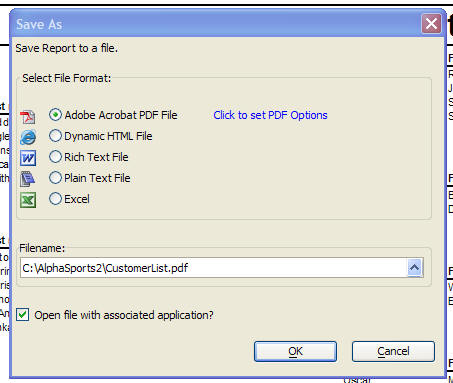 Save As
Save Report to a file.
Select File Format:
Adobe Acrobat PDF File
Click to set PDF Options
Dynamic HTML File
Rich Text File
Plain Text File
Excel
Filename:
C:\AlphaSports2\CustomerList.pdf
Open file with associated application?
OK
Cancel
Oscar